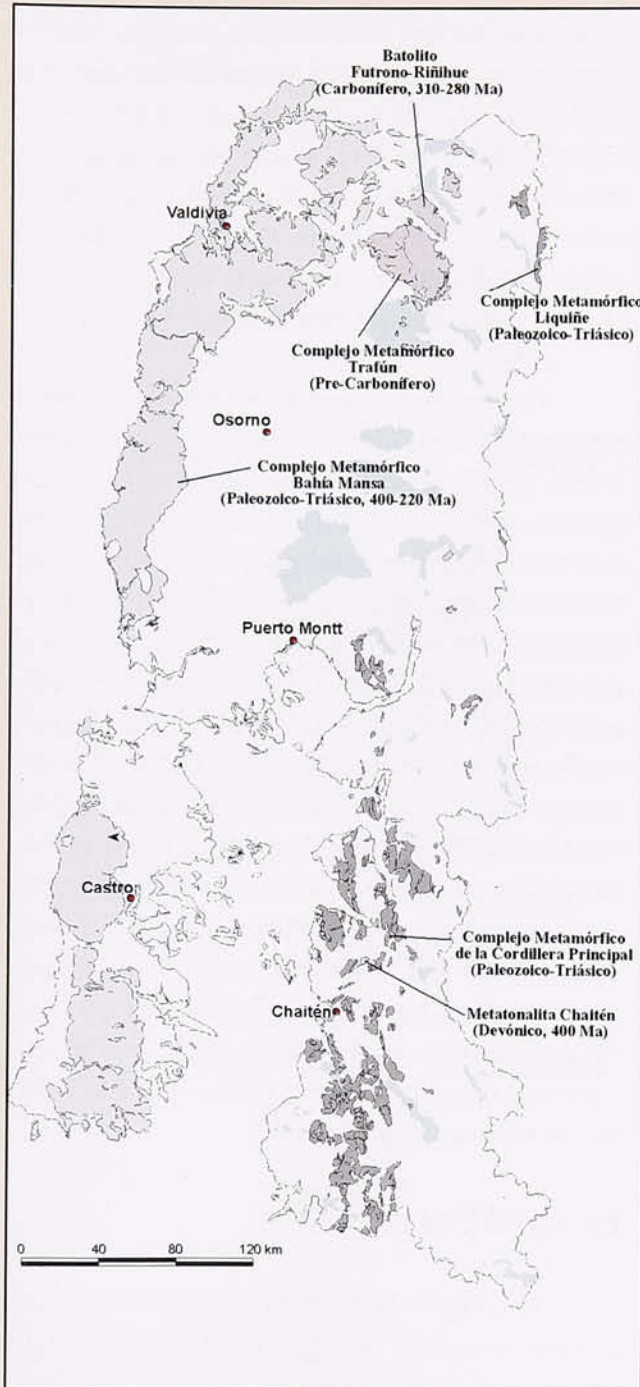 Batolito
Futrono-Riñihue
(Carbonífero, 310-280 Ma)
Valdivia
Complejo Metamórfico
Liquiñe
(Paleozoico-Triásico)
Complejo Metamórfico
Trafún
(Pre-Carbonífero)
Osorno
Complejo Metamórfico
Bahía Mansa
(Paleozoico-Triásico, 400-220 Ma)
Puerto Montt
Castro
Complejo Metamórfico
de la Cordillera Principal
(Paleozoico-Triásico)
Chaitén
Metatonalita Chaitén
(Devónico, 400 Ma)
0 40 80 120 km